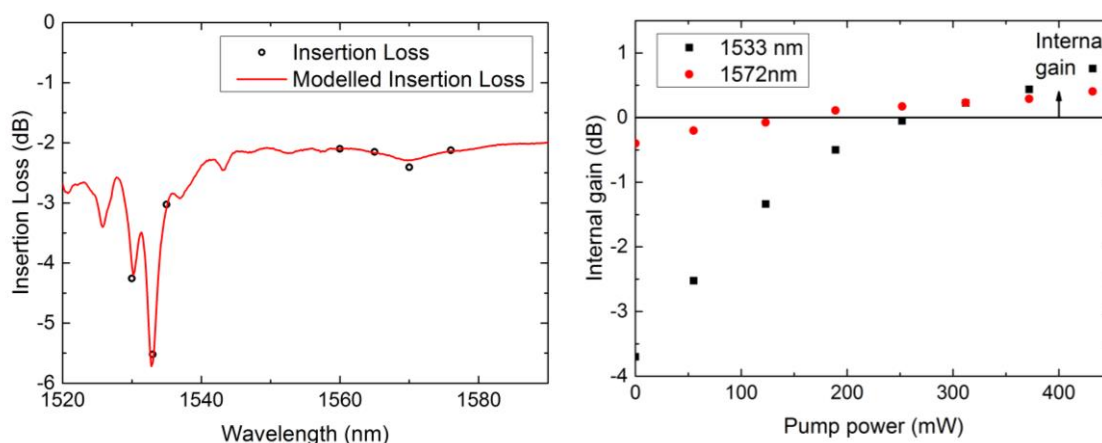 0
-1
-2
-3
-4
-5
-6
Insertion Loss (dB)
Insertion Loss
Modelled Insertion Loss
1520 1540 1560 1580
Wavelength (nm)
1
0
-1
-2
-3
-4
Internal gain (dB)
1533 nm
1572nm
Internal
gain
0 100 200 300 400
Pump power (mW)